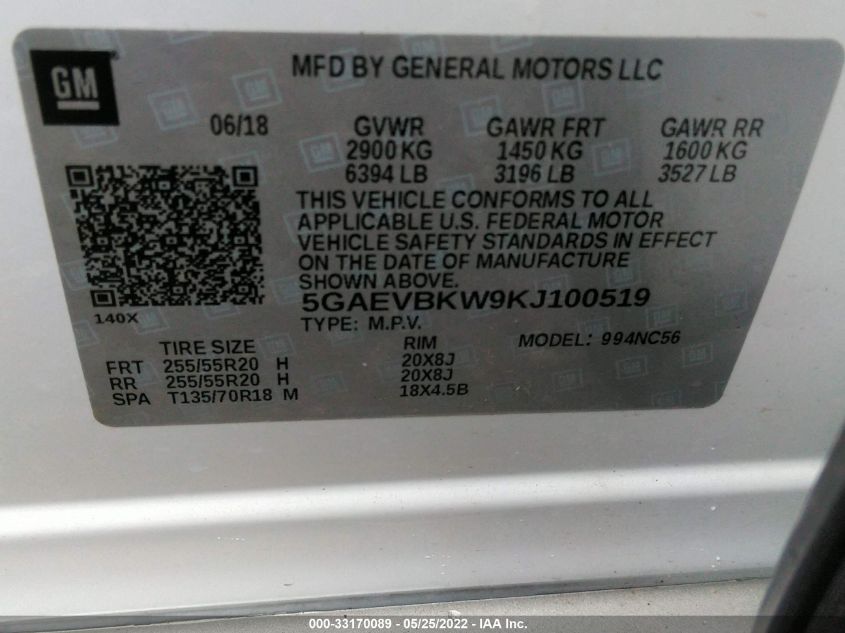 GM
MFD BY GENERAL MOTORS LLC
06/18 GVWR GAWR FRT GAWR RR
2900 KG 1450 KG 1600 KG
6394 LB 3196 LB 3527 LB
THIS VEHICLE CONFORMS TO ALL
APPLICABLE U.S. FEDERAL MOTOR
VEHICLE SAFETY STANDARDS IN EFFECT
ON THE DATE OF MANUFACTURE
SHOWN ABOVE.
140X
5GAEVBKW9KJ100519
TYPE: M.P.V. MODEL: 994NC56
TIRE SIZE RIM
FRT 255/55R20 H 20X8J
RR 255/55R20 H 20X8J
SPA T135/70R18 M 18X4.5B
000-33170089 - 05/25/2022 - IAA Inc.